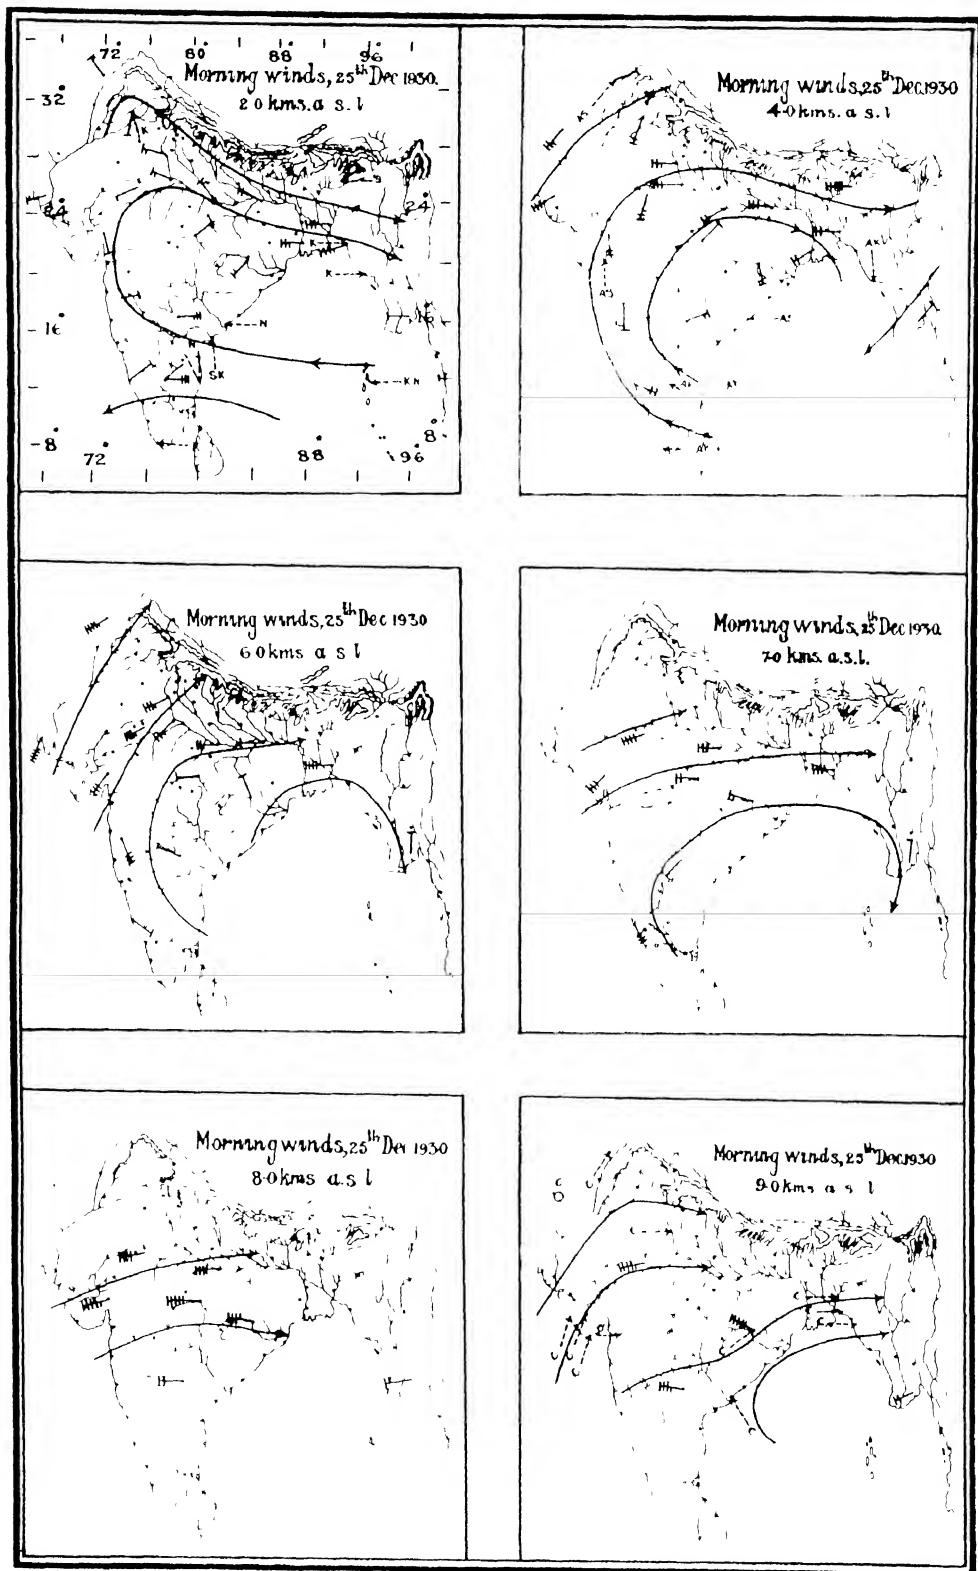 72° 80° 88° 96°
Morning winds, 25th Dec 1930.
2.0 kms. a s. l
-32°
24° 24°
K
K
-16° 16
N
SK
KN
-8° 8°
72° 88° 96°
Morning winds, 25th Dec. 1930
4.0 kms. a s. l
Morning winds, 25th Dec 1930
6.0 kms a s l
Morning winds, 25th Dec 1930.
7.0 kms. a.s.l.
Morning winds, 25th Dec 1930
8.0 kms a.s l
Morning winds, 25th Dec. 1930
9.0 kms a s l